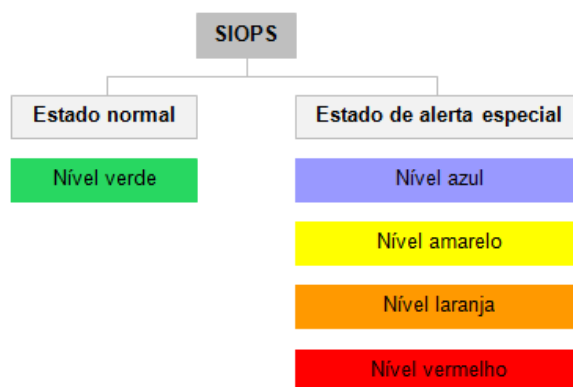 SIOPS
Estado normal
Nível verde
Estado de alerta especial
Nível azul
Nível amarelo
Nível laranja
Nível vermelho